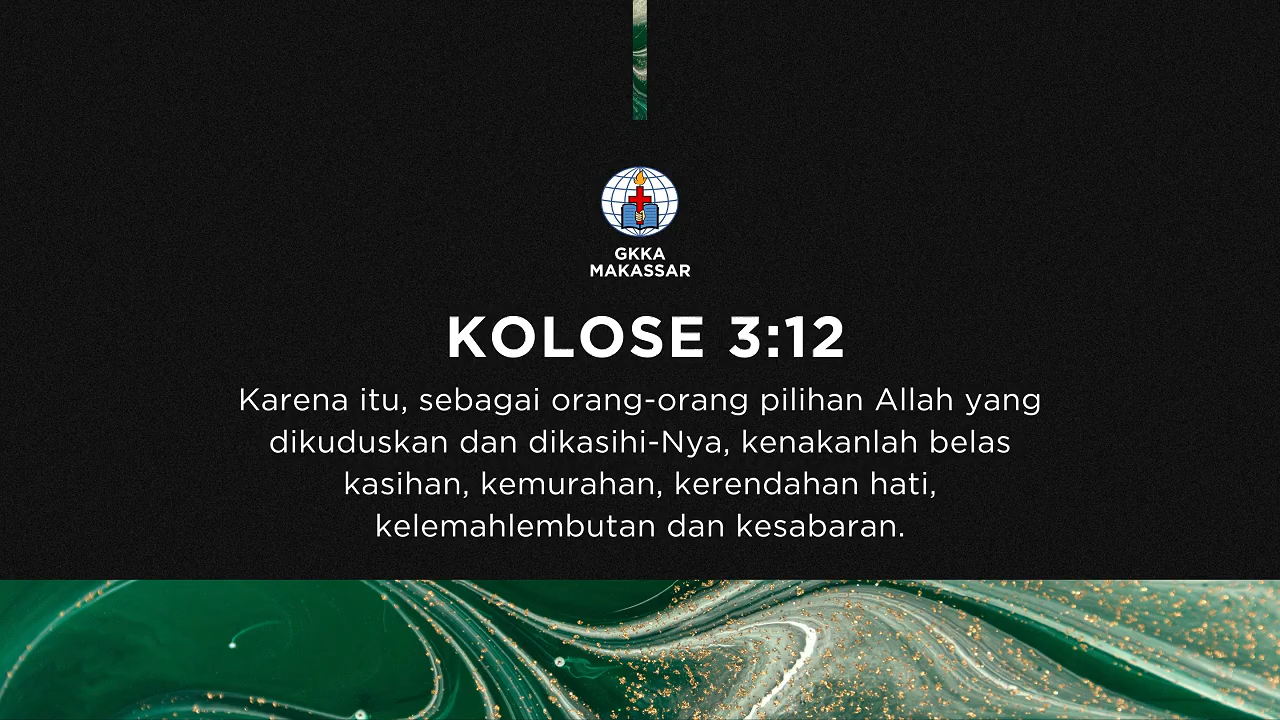 GKKA
MAKASSAR
KOLOSE 3:12
Karena itu, sebagai orang-orang pilihan Allah yang
dikuduskan dan dikasihi-Nya, kenakanlah belas
kasihan, kemurahan, kerendahan hati,
kelemahlembutan dan kesabaran.